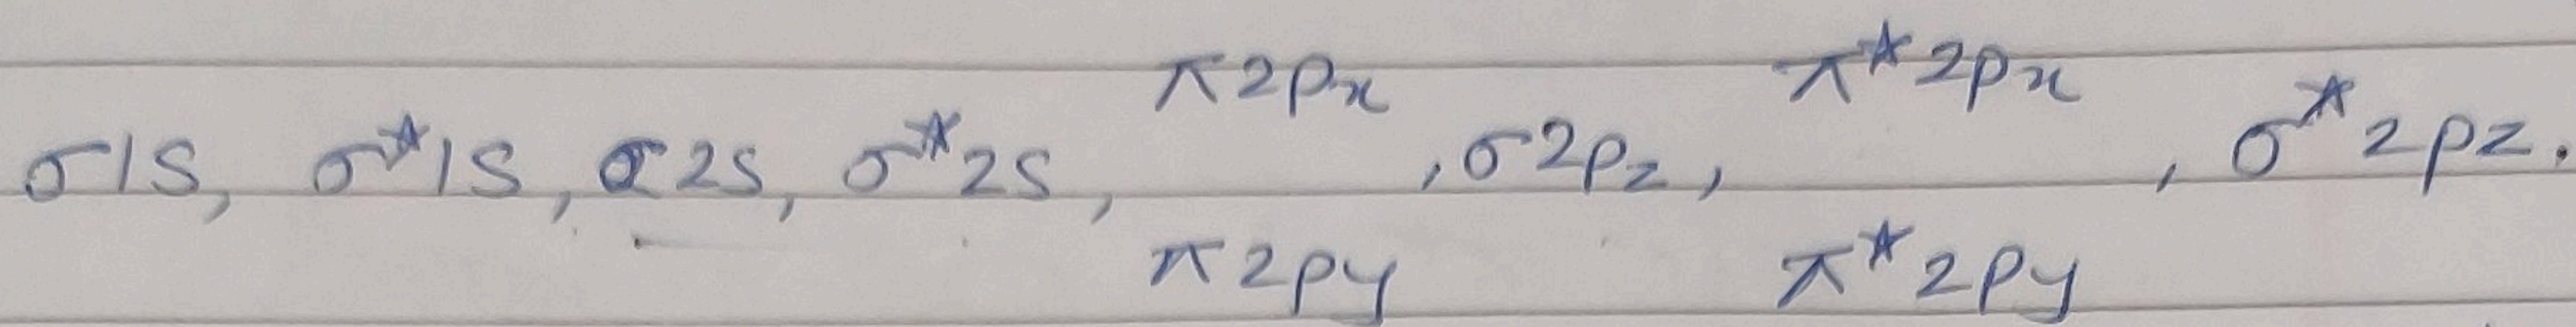 π2px π*2px
σ1s, σ*1s, σ2s, σ*2s, , σ2pz, , σ*2pz.
π2py π*2py